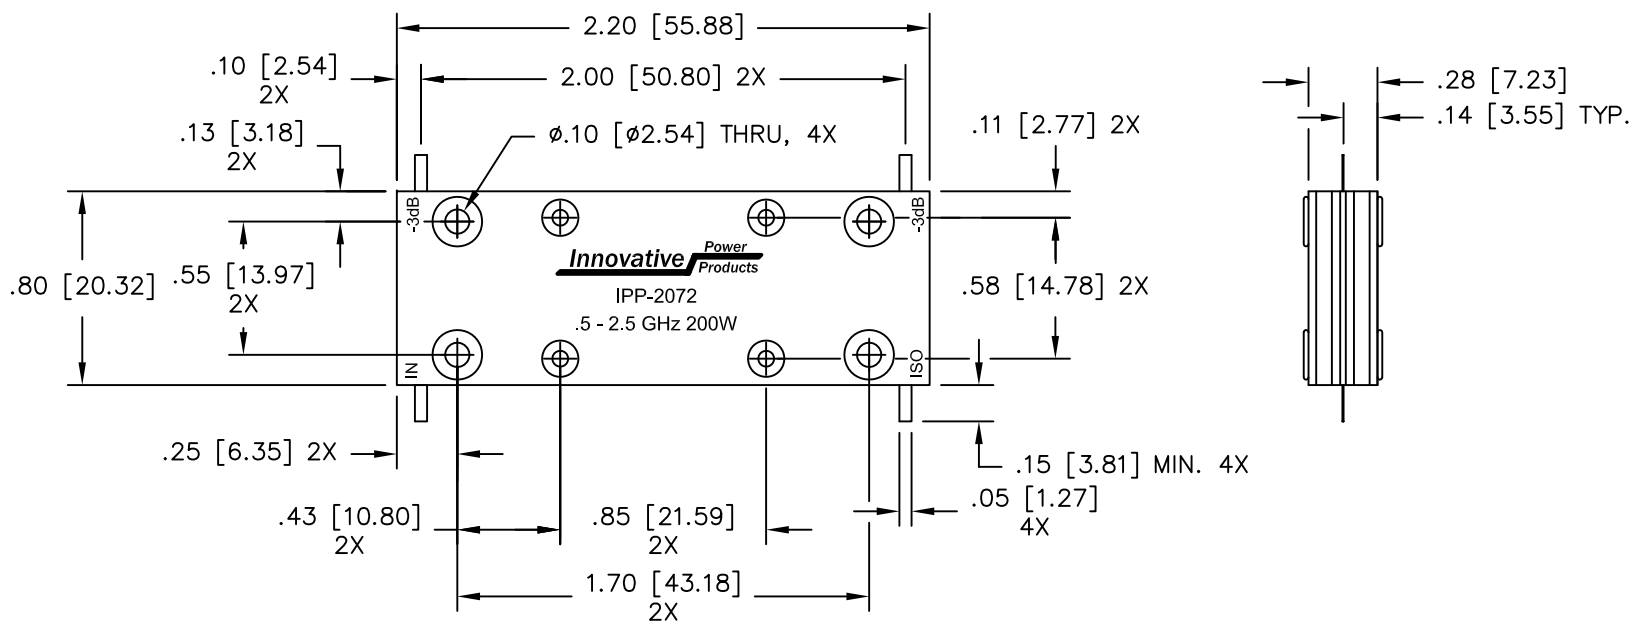 2.20 [55.88]
.10 [2.54]
2X
2.00 [50.80] 2X
.28 [7.23]
.14 [3.55] TYP.
.13 [3.18]
2X
ø.10 [ø2.54] THRU, 4X
.11 [2.77] 2X
-3dB
-3dB
.80 [20.32]
.55 [13.97]
2X
Innovative Power
Products
IPP-2072
.5 - 2.5 GHz 200W
.58 [14.78] 2X
IN
ISO
.25 [6.35] 2X
.15 [3.81] MIN. 4X
.05 [1.27]
4X
.43 [10.80]
2X
.85 [21.59]
2X
1.70 [43.18]
2X